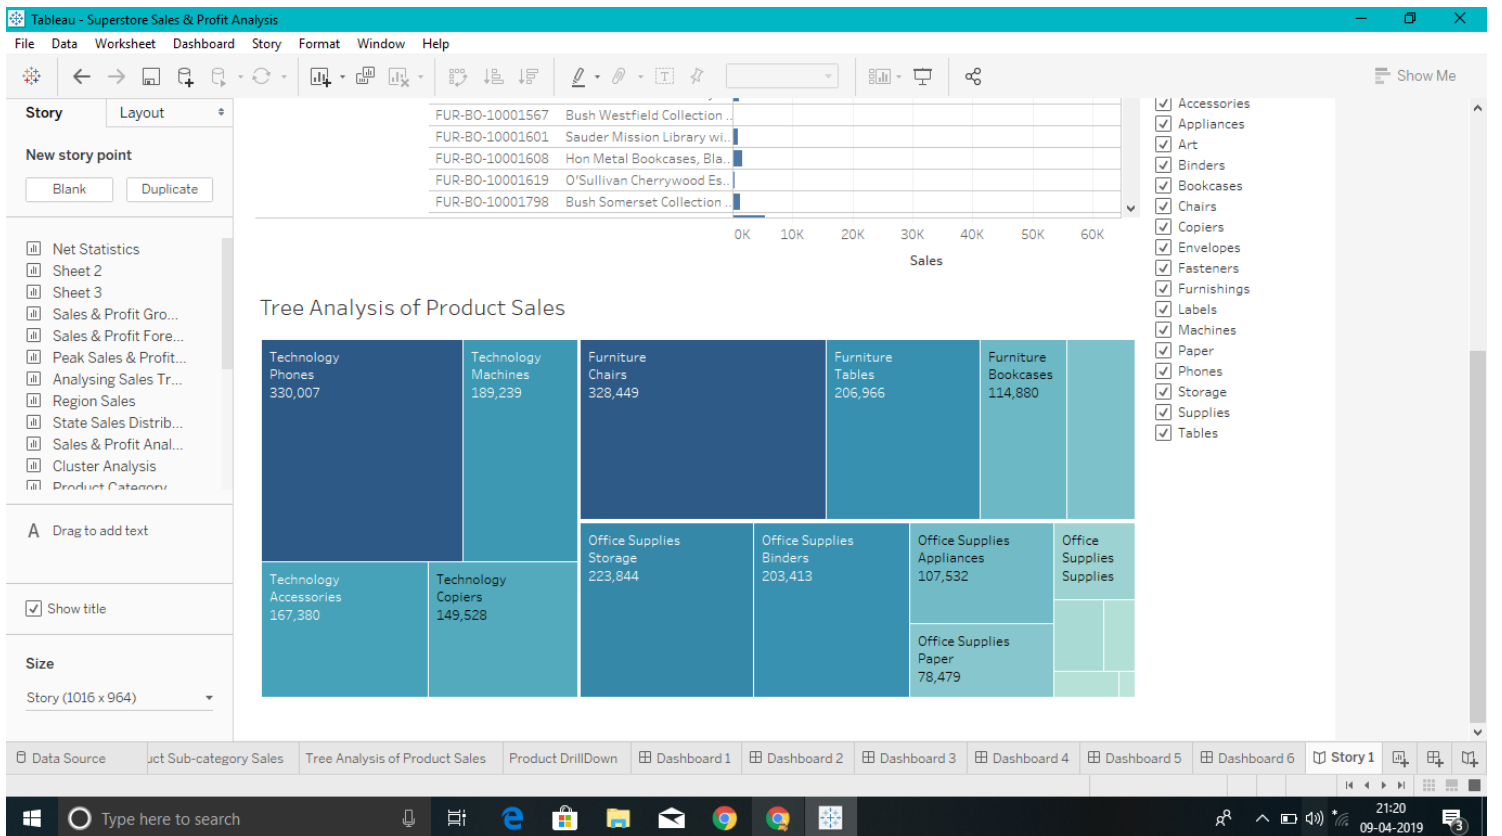 Tableau - Superstore Sales & Profit Analysis
File Data Worksheet Dashboard Story Format Window Help
Show Me
Story Layout
New story point
Blank Duplicate
Net Statistics
Sheet 2
Sheet 3
Sales & Profit Gro...
Sales & Profit Fore...
Peak Sales & Profit...
Analysing Sales Tr...
Region Sales
State Sales Distrib...
Sales & Profit Anal...
Cluster Analysis
Product Category
A Drag to add text
Show title
Size
Story (1016 x 964)
FUR-BO-10001567 Bush Westfield Collection ..
FUR-BO-10001601 Sauder Mission Library wi..
FUR-BO-10001608 Hon Metal Bookcases, Bla..
FUR-BO-10001619 O'Sullivan Cherrywood Es..
FUR-BO-10001798 Bush Somerset Collection ..
0K 10K 20K 30K 40K 50K 60K
Sales
Tree Analysis of Product Sales
Technology
Phones
330,007
Technology
Machines
189,239
Furniture
Chairs
328,449
Furniture
Tables
206,966
Furniture
Bookcases
114,880
Technology
Accessories
167,380
Technology
Copiers
149,528
Office Supplies
Storage
223,844
Office Supplies
Binders
203,413
Office Supplies
Appliances
107,532
Office
Supplies
Supplies
Office Supplies
Paper
78,479
Accessories
Appliances
Art
Binders
Bookcases
Chairs
Copiers
Envelopes
Fasteners
Furnishings
Labels
Machines
Paper
Phones
Storage
Supplies
Tables
Data Source uct Sub-category Sales Tree Analysis of Product Sales Product DrillDown Dashboard 1 Dashboard 2 Dashboard 3 Dashboard 4 Dashboard 5 Dashboard 6 Story 1
Type here to search
21:20
09-04-2019
3